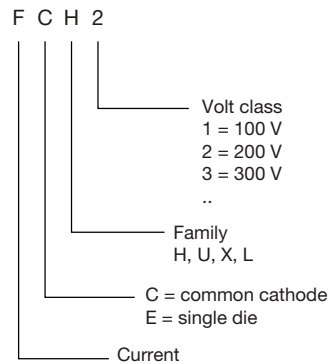 F C H 2
Volt class
1 = 100 V
2 = 200 V
3 = 300 V
..
Family
H, U, X, L
C = common cathode
E = single die
Current